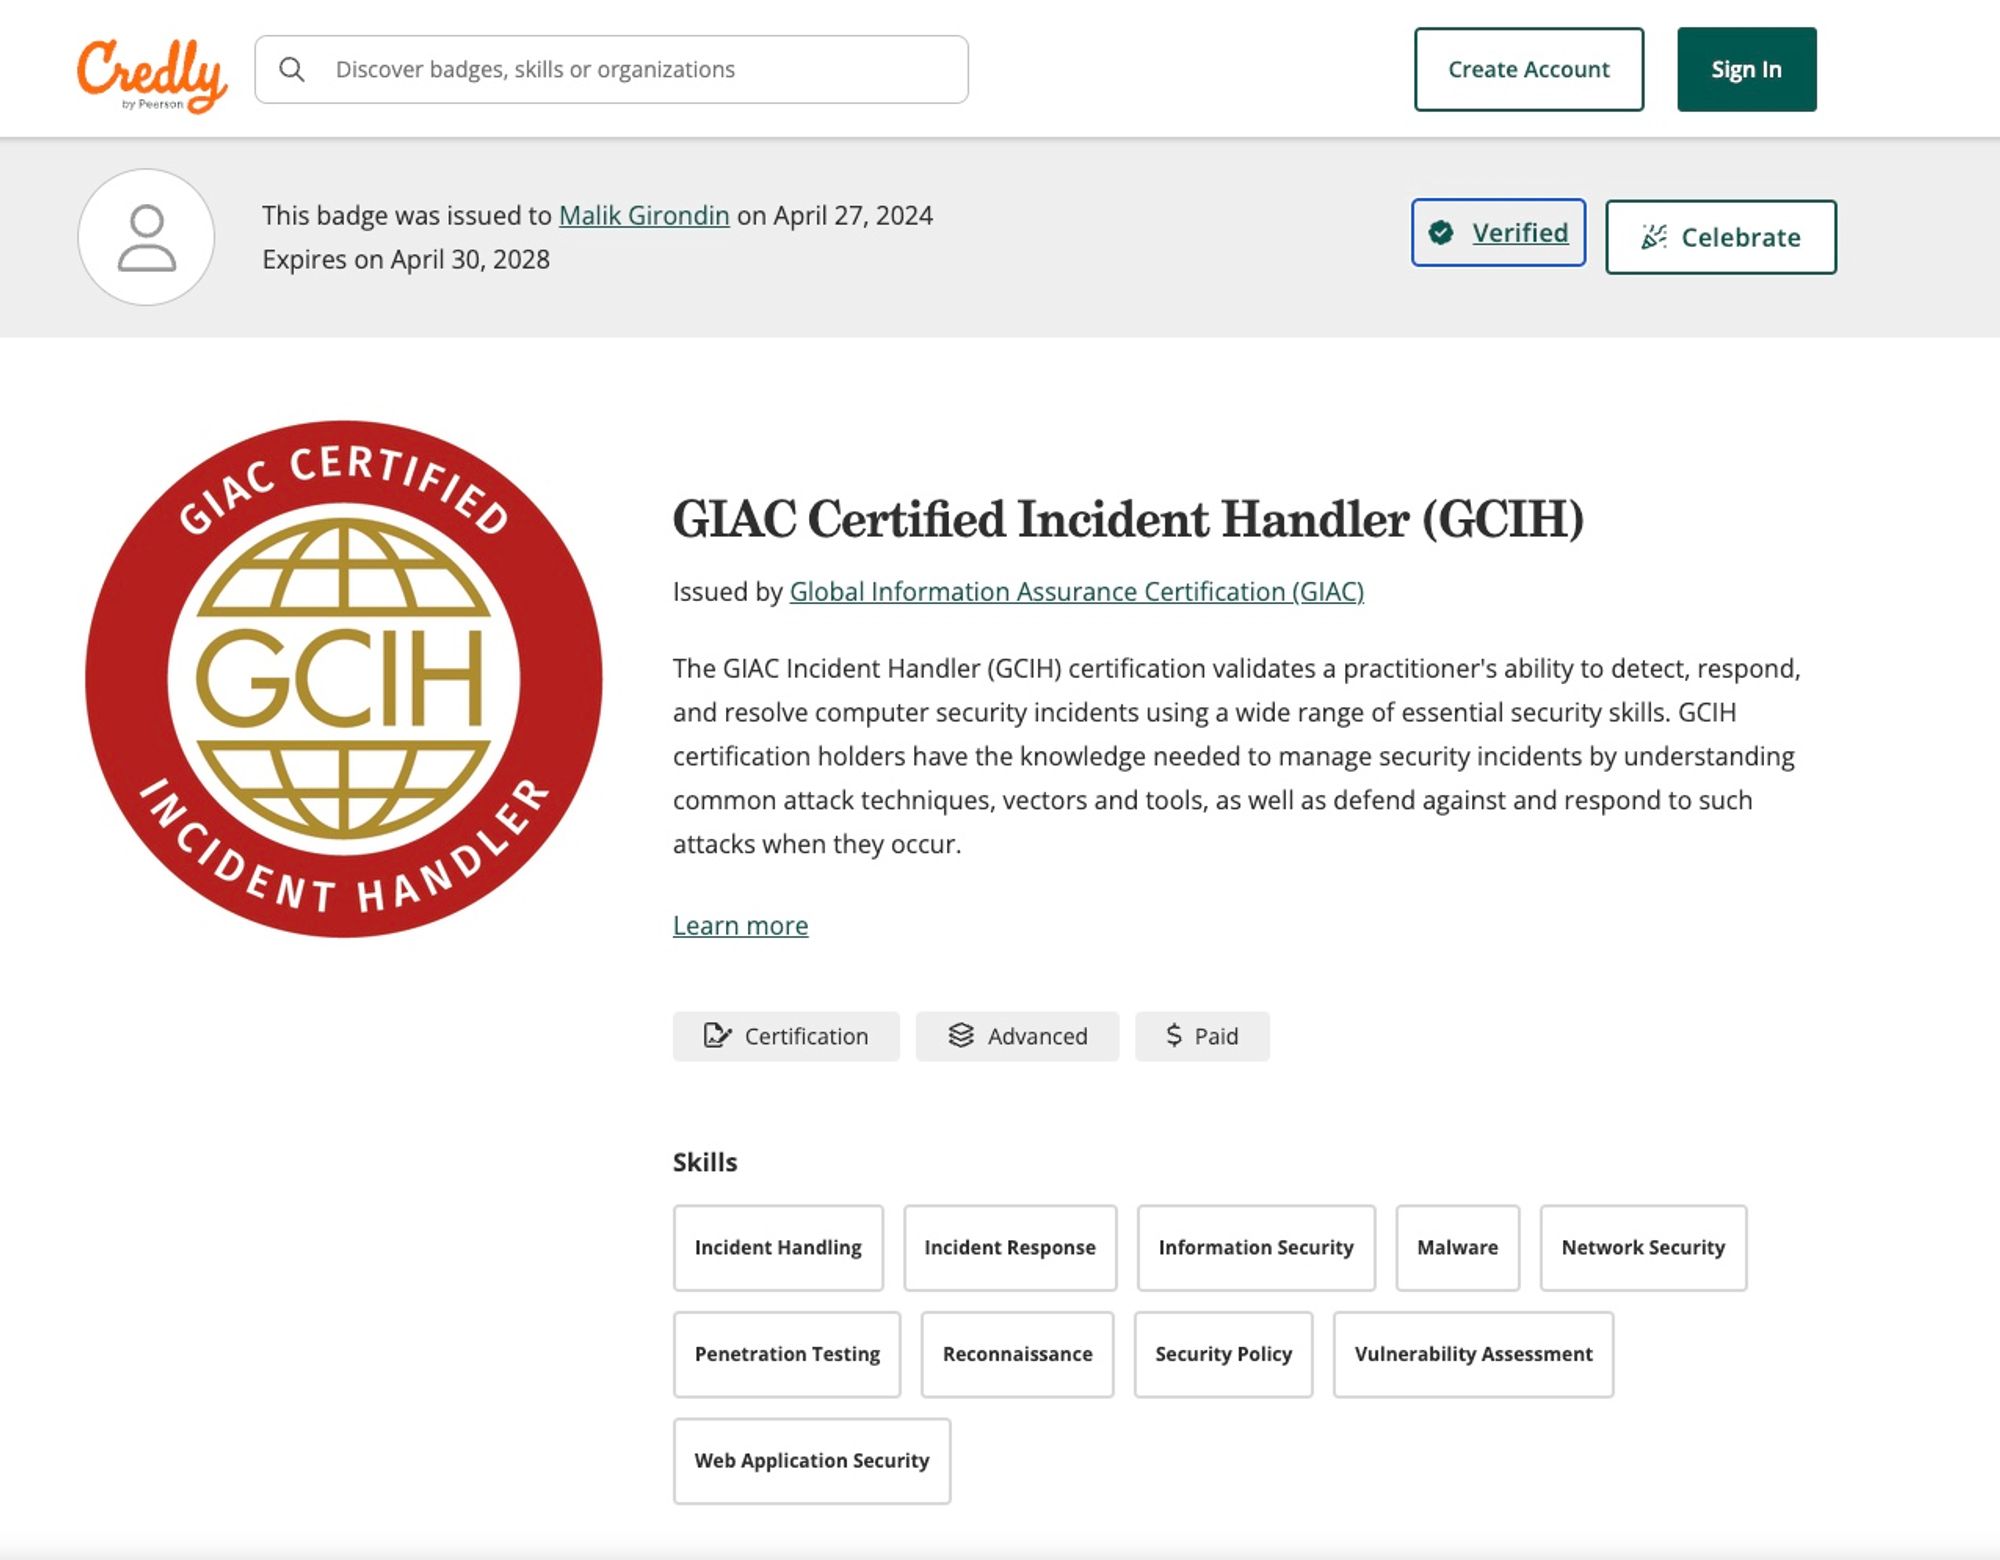 Credly
by Peerson
Discover badges, skills or organizations
Create Account
Sign In
This badge was issued to Malik Girondin on April 27, 2024
Expires on April 30, 2028
Verified
Celebrate
GIAC CERTIFIED
GCIH
INCIDENT HANDLER
GIAC Certified Incident Handler (GCIH)
Issued by Global Information Assurance Certification (GIAC)
The GIAC Incident Handler (GCIH) certification validates a practitioner's ability to detect, respond,
and resolve computer security incidents using a wide range of essential security skills. GCIH
certification holders have the knowledge needed to manage security incidents by understanding
common attack techniques, vectors and tools, as well as defend against and respond to such
attacks when they occur.
Learn more
Certification
Advanced
$ Paid
Skills
Incident Handling
Incident Response
Information Security
Malware
Network Security
Penetration Testing
Reconnaissance
Security Policy
Vulnerability Assessment
Web Application Security